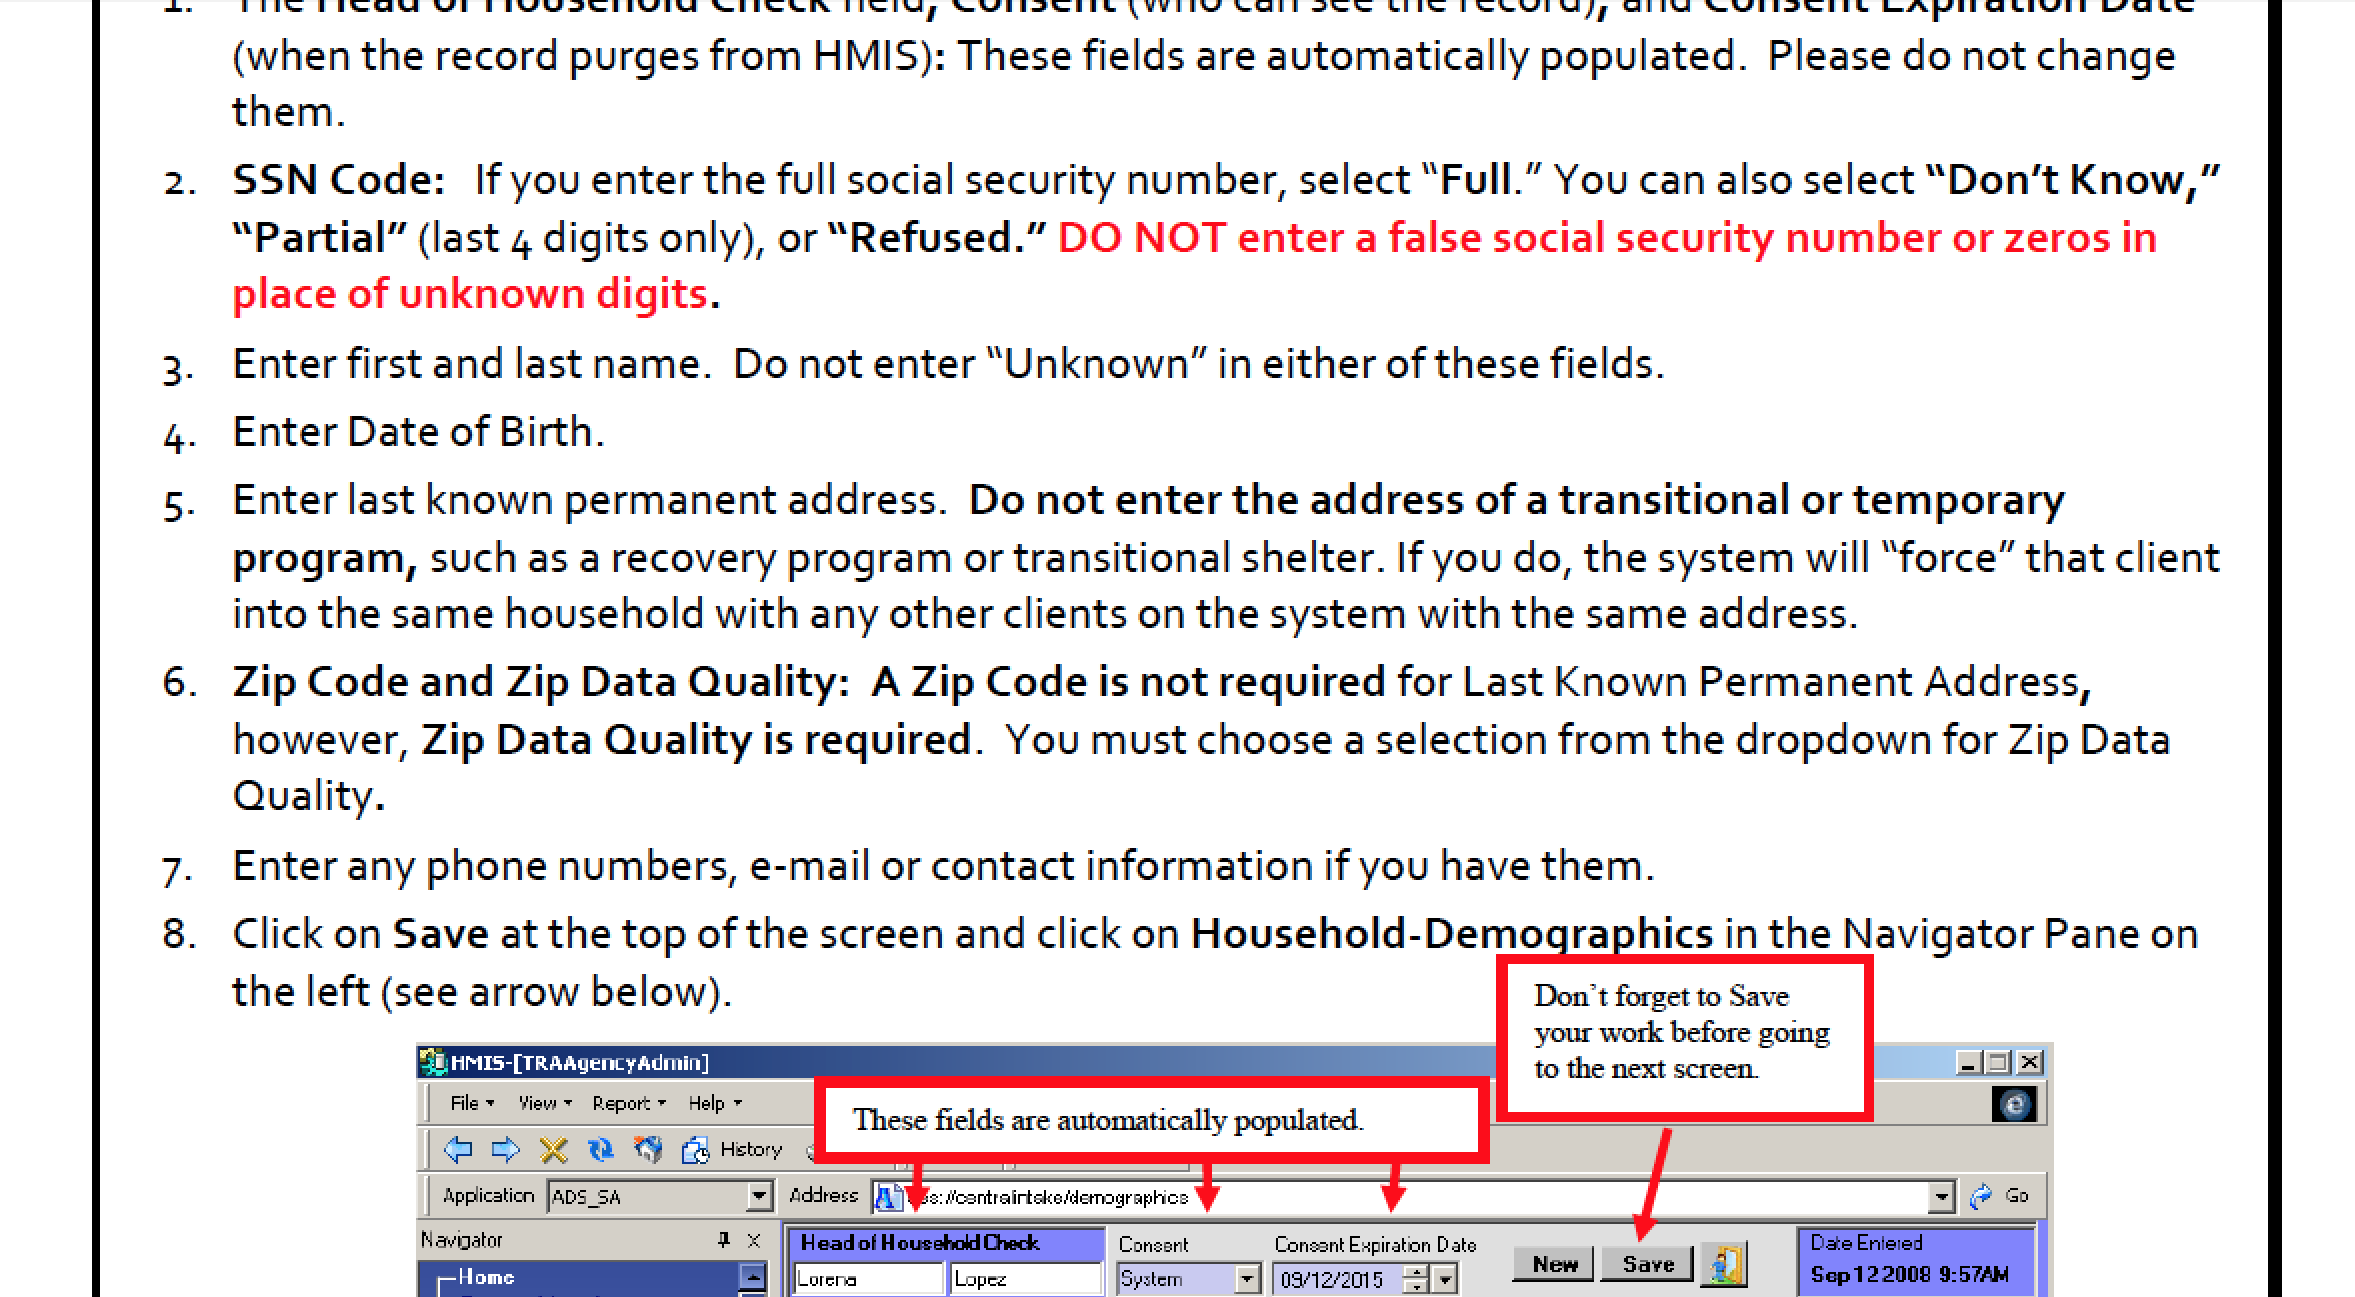 1. The Head of Household Check field, Consent (who can see the record), and Consent Expiration Date
(when the record purges from HMIS): These fields are automatically populated. Please do not change
them.
2. SSN Code: If you enter the full social security number, select “Full.” You can also select “Don’t Know,”
“Partial” (last 4 digits only), or “Refused.” DO NOT enter a false social security number or zeros in
place of unknown digits.
3. Enter first and last name. Do not enter “Unknown” in either of these fields.
4. Enter Date of Birth.
5. Enter last known permanent address. Do not enter the address of a transitional or temporary
program, such as a recovery program or transitional shelter. If you do, the system will “force” that client
into the same household with any other clients on the system with the same address.
6. Zip Code and Zip Data Quality: A Zip Code is not required for Last Known Permanent Address,
however, Zip Data Quality is required. You must choose a selection from the dropdown for Zip Data
Quality.
7. Enter any phone numbers, e-mail or contact information if you have them.
8. Click on Save at the top of the screen and click on Household-Demographics in the Navigator Pane on
the left (see arrow below).
Don’t forget to Save
your work before going
to the next screen.
HMIS-[TRAAgencyAdmin]
File View Report Help
These fields are automatically populated.
History
Application ADS_SA Address s://centralintake/demographics Go
Navigator
Head of Household Check Consent Consent Expiration Date New Save Date Entered
Home Lorena Lopez System 09/12/2015 Sep 12 2008 9:57AM